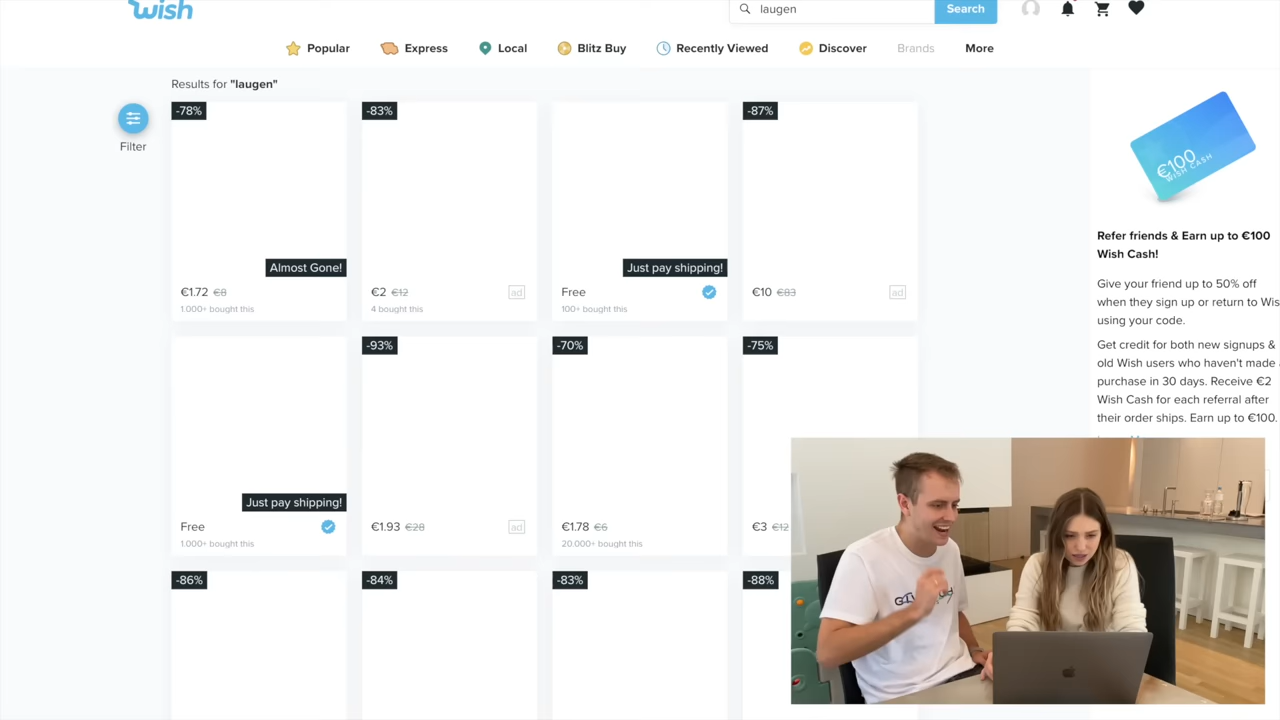 wish
laugen
Search
Popular
Express
Local
Blitz Buy
Recently Viewed
Discover
Brands
More
Results for "laugen"
Filter
-78%
Almost Gone!
€1.72 €8
1.000+ bought this
-83%
€2 €12
ad
4 bought this
Just pay shipping!
Free
100+ bought this
-87%
€10 €83
ad
Just pay shipping!
Free
1.000+ bought this
-93%
€1.93 €28
ad
-70%
€1.78 €6
20.000+ bought this
-75%
€3 €12
-86%
-84%
-83%
-88%
€100
WISH CASH
Refer friends & Earn up to €100
Wish Cash!
Give your friend up to 50% off
when they sign up or return to Wis
using your code.
Get credit for both new signups &
old Wish users who haven't made
purchase in 30 days. Receive €2
Wish Cash for each referral after
their order ships. Earn up to €100.